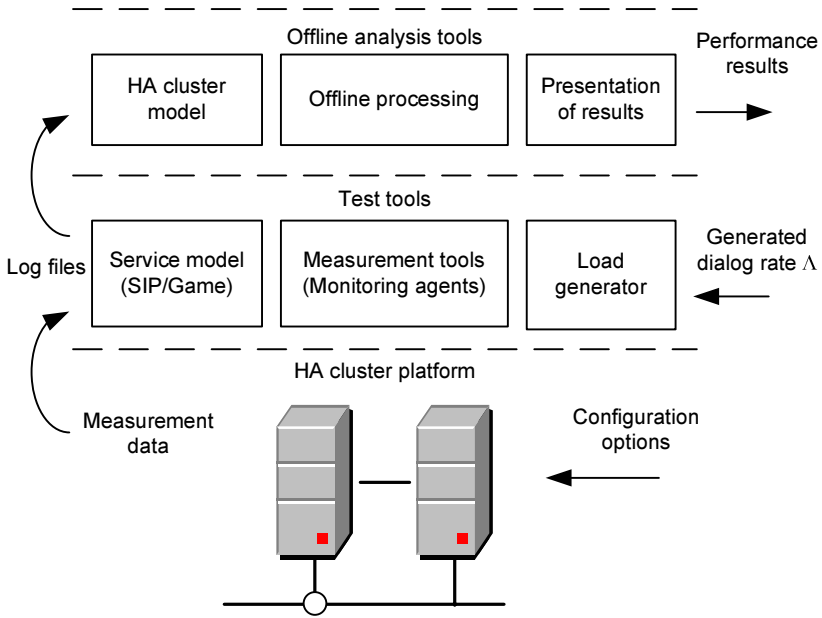 Offline analysis tools
HA cluster
model
Offline processing
Presentation
of results
Performance
results
Test tools
Log files
Service model
(SIP/Game)
Measurement tools
(Monitoring agents)
Load
generator
Generated
dialog rate Λ
HA cluster platform
Measurement
data
Configuration
options